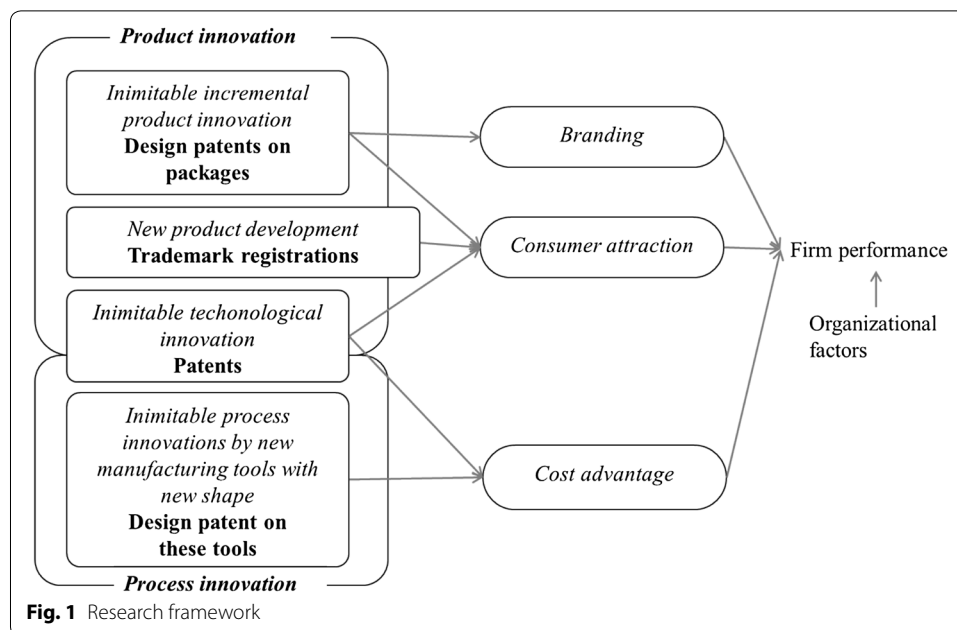 Product innovation
Inimitable incremental
product innovation
Design patents on
packages
New product development
Trademark registrations
Inimitable techonological
innovation
Patents
Inimitable process
innovations by new
manufacturing tools with
new shape
Design patent on
these tools
Process innovation
Branding
Consumer attraction
Cost advantage
Firm performance
Organizational
factors
Fig. 1 Research framework